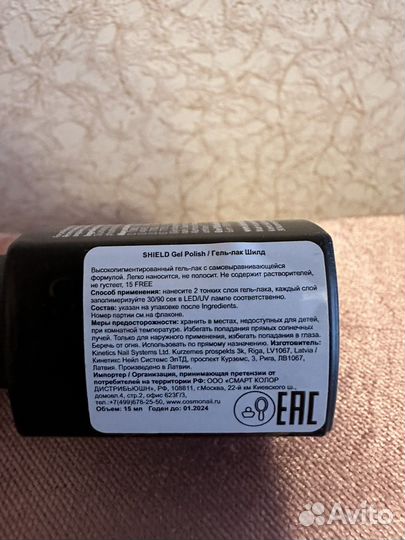 SHIELD Gel Polish / Гель-лак Шилд
Высокопигментированный гель-лак с самовыравнивающейся
формулой. Легко наносится, не полосит. Не содержит растворителей,
не густеет, 15 FREE
Способ применения: нанесите 2 тонких слоя гель-лака, каждый слой
заполимеризуйте 30/90 сек в LED/UV лампе соответственно.
Состав: указан на упаковке после Ingredients.
Номер партии см на флаконе.
Меры предосторожности: хранить в местах, недоступных для детей,
при комнатной температуре. Избегать попадания прямых солнечных
лучей. Только для наружного применения. Избегать попадания в глаза.
Беречь от огня. Использовать по прямому назначению. Изготовитель:
Kinetics Nail Systems Ltd. Kurzemes prospekts 3k, Riga, LV1067, Latvia /
Кинетикс Нейл Системс ЭлТД, проспект Курзэмс, 3, Рига, ЛВ1067,
Латвия. Произведено в Латвии.
Импортер / Организация, принимающая претензии от
потребителей на территории РФ: ООО «СМАРТ КОЛОР
ДИСТРИБЬЮШН», РФ, 108811, г.Москва, 22-й км Киевского ш.,
домовл.4, стр.2, офис 623Г/3,
тел.:+7(499)678-25-50, www.cosmonail.ru
Объем: 15 мл Годен до: 01.2024
EAC
Avito